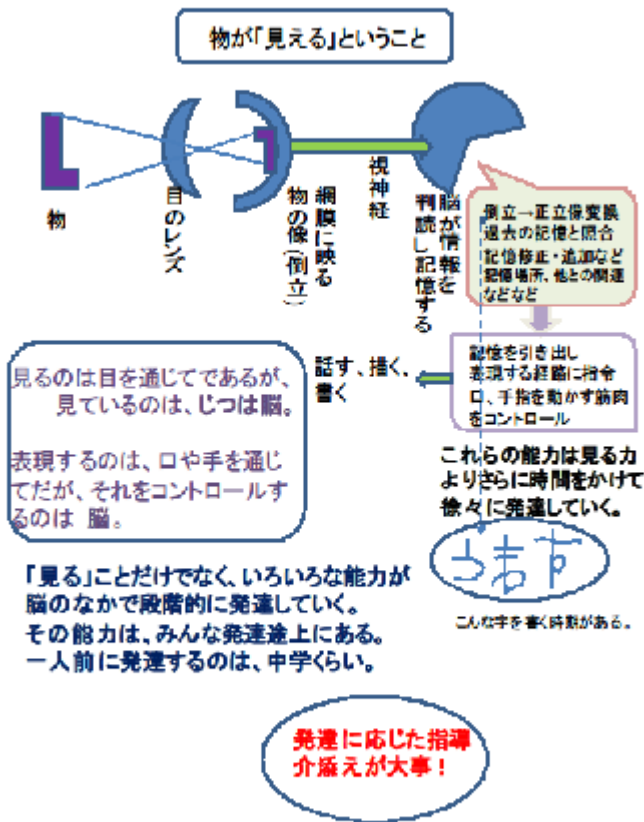 物が「見える」ということ
物
目のレンズ
網膜に映る
物の像(倒立)
視神経
脳が情報を
判読し記憶する
倒立→正立像変換
過去の記憶と照合
記憶修正・追加など
記憶場所、他との関連
などなど
記憶を引き出し
表現する経路に指令
口、手指を動かす筋肉
をコントロール
話す、描く、
書く
見るのは目を通じてであるが、
見ているのは、じつは脳。
表現するのは、口や手を通じ
てだが、それをコントロールす
るのは 脳。
これらの能力は見る力
よりさらに時間をかけて
徐々に発達していく。
こんな字を書く時期がある。
「見る」ことだけでなく、いろいろな能力が
脳のなかで段階的に発達していく。
その能力は、みんな発達途上にある。
一人前に発達するのは、中学くらい。
発達に応じた指導
介添えが大事！